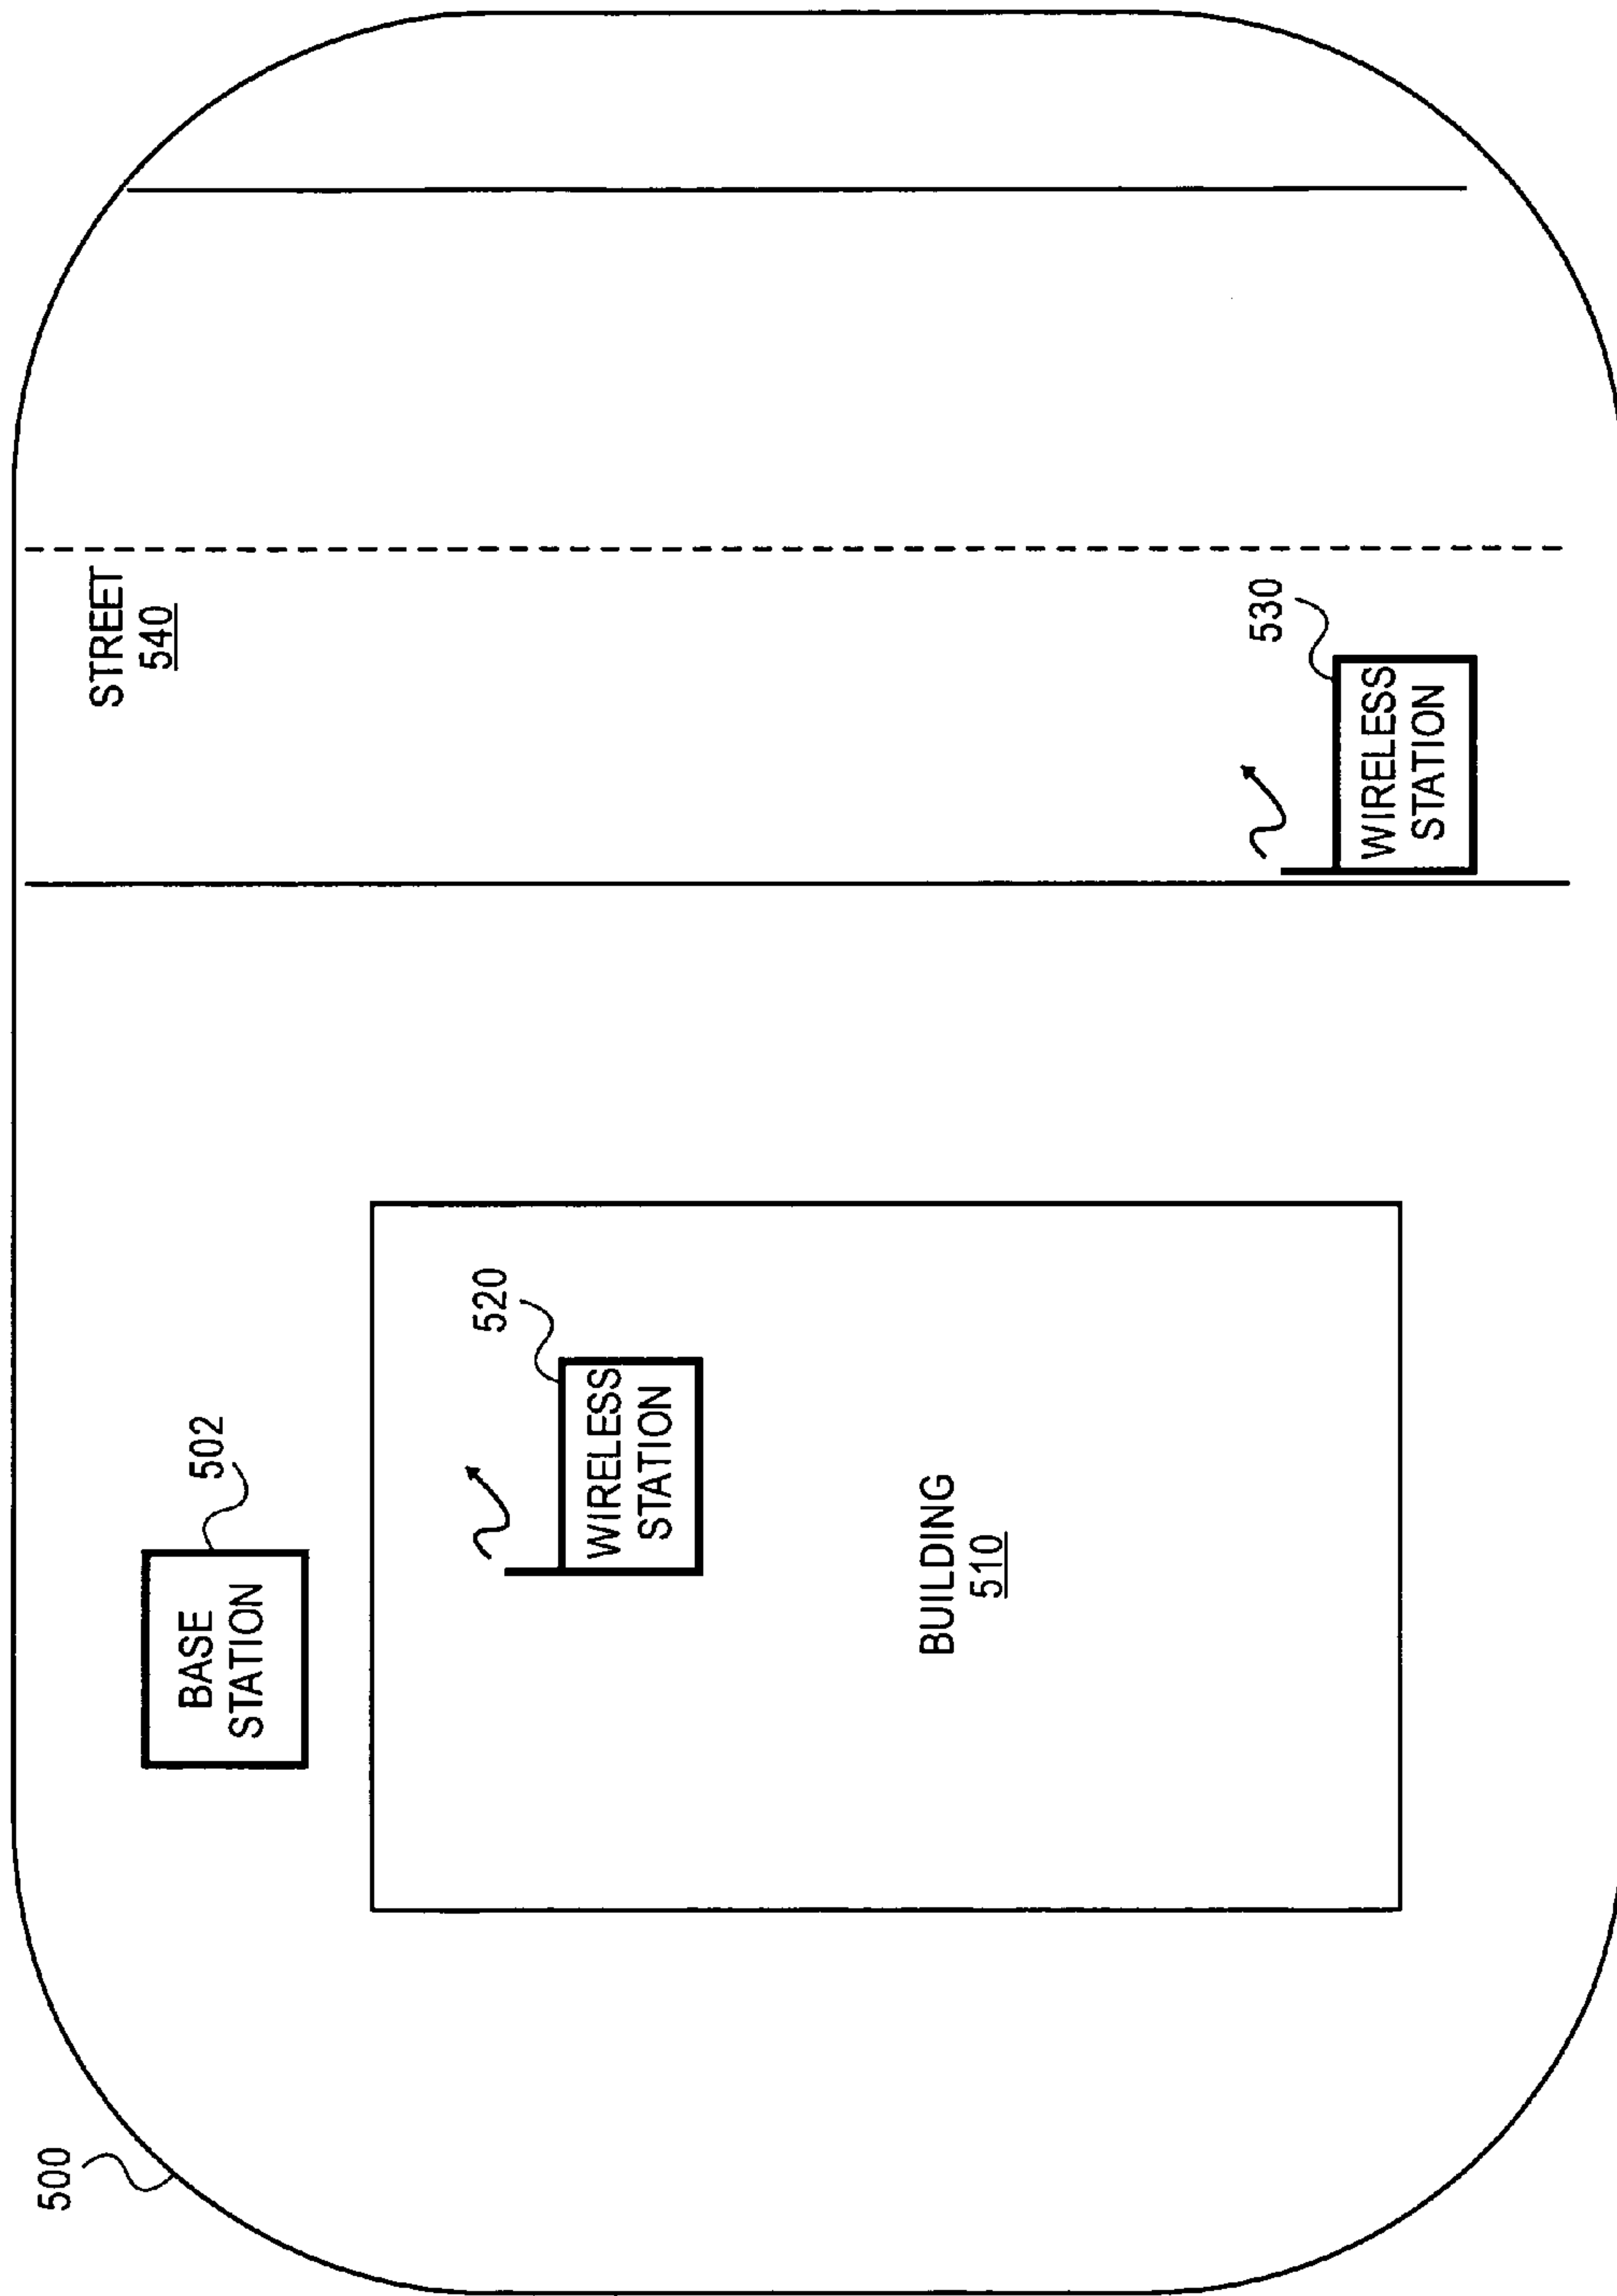 500
BASE
STATION
502
WIRELESS
STATION
520
BUILDING
510
STREET
540
WIRELESS
STATION
530